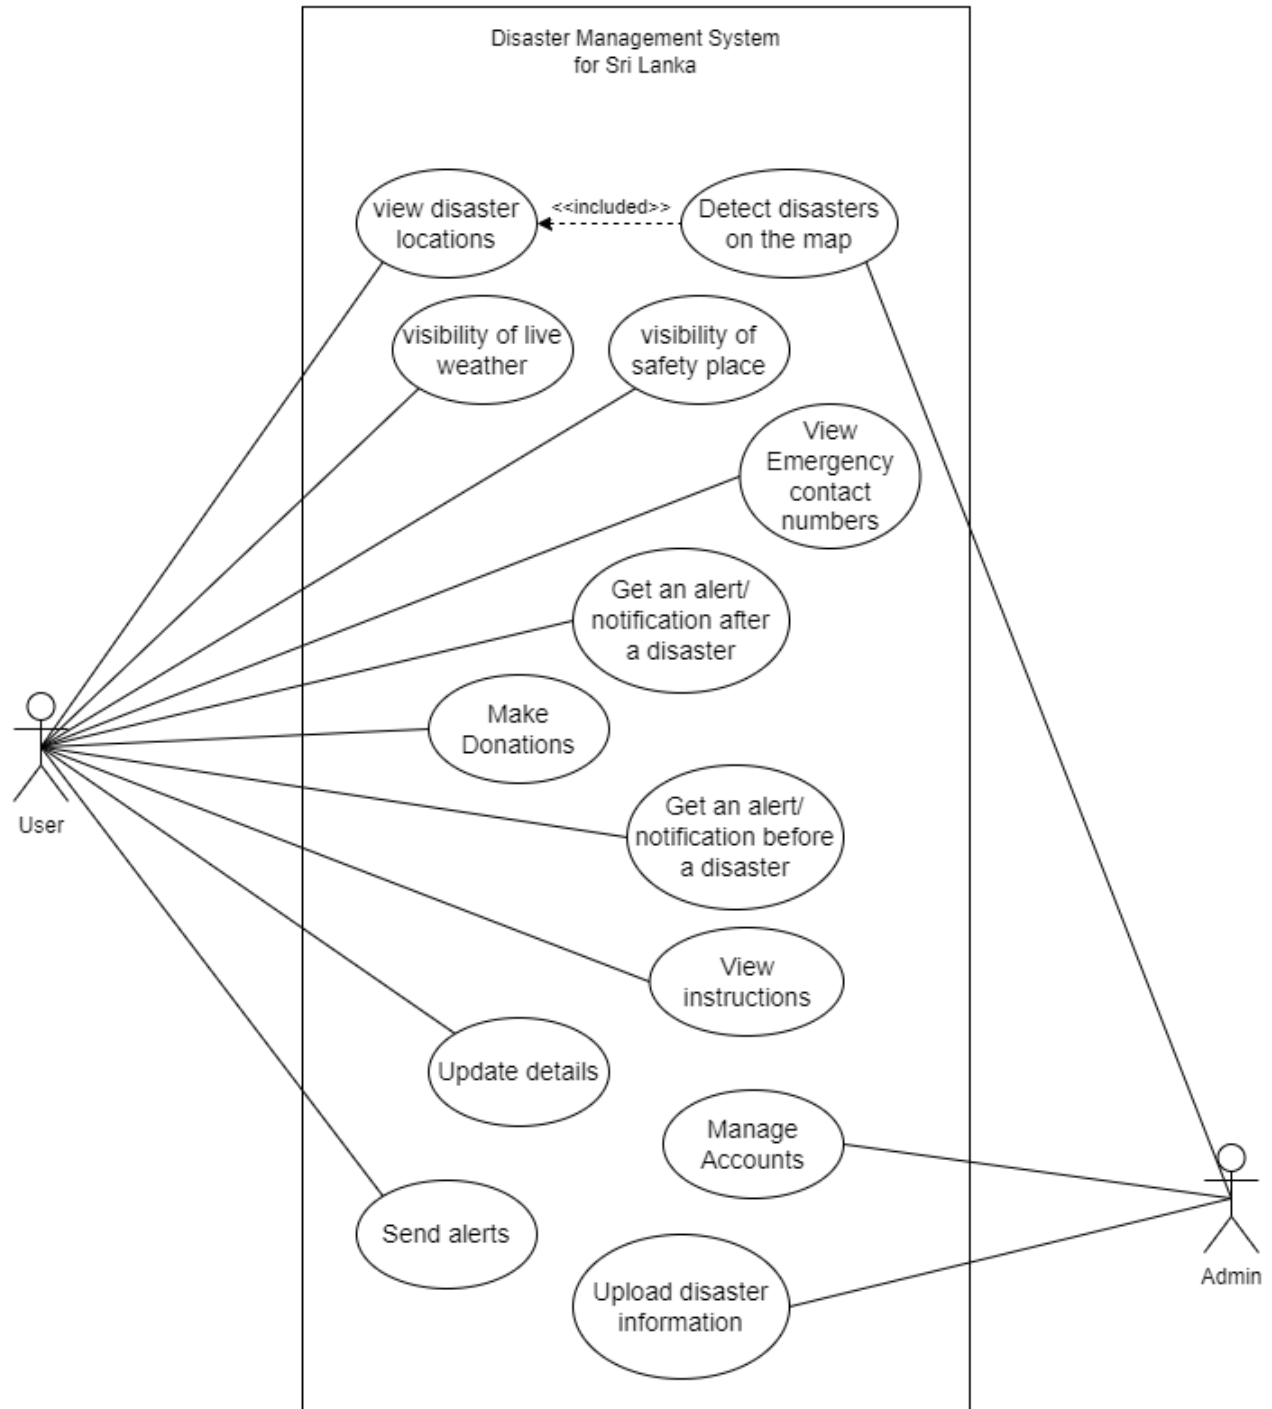 Disaster Management System
for Sri Lanka
view disaster
locations
<<included>>
Detect disasters
on the map
visibility of live
weather
visibility of
safety place
View
Emergency
contact
numbers
Get an alert/
notification after
a disaster
Make
Donations
User
Get an alert/
notification before
a disaster
View
instructions
Update details
Manage
Accounts
Send alerts
Admin
Upload disaster
information